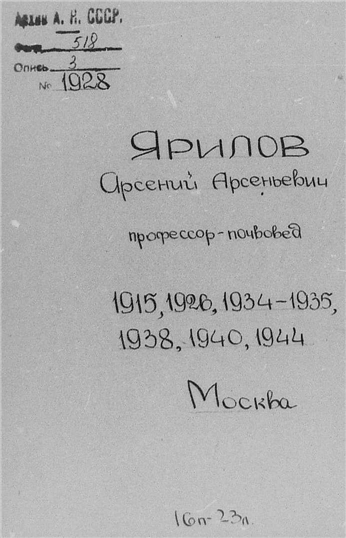 Архив А. Н. СССР.
Фонд 518
Опись 3
№ 1928
ЯРИЛОВ
Арсений Арсеньевич
профессор-почвовед
1915, 1926, 1934-1935,
1938, 1940, 1944
Москва
16п-23л.